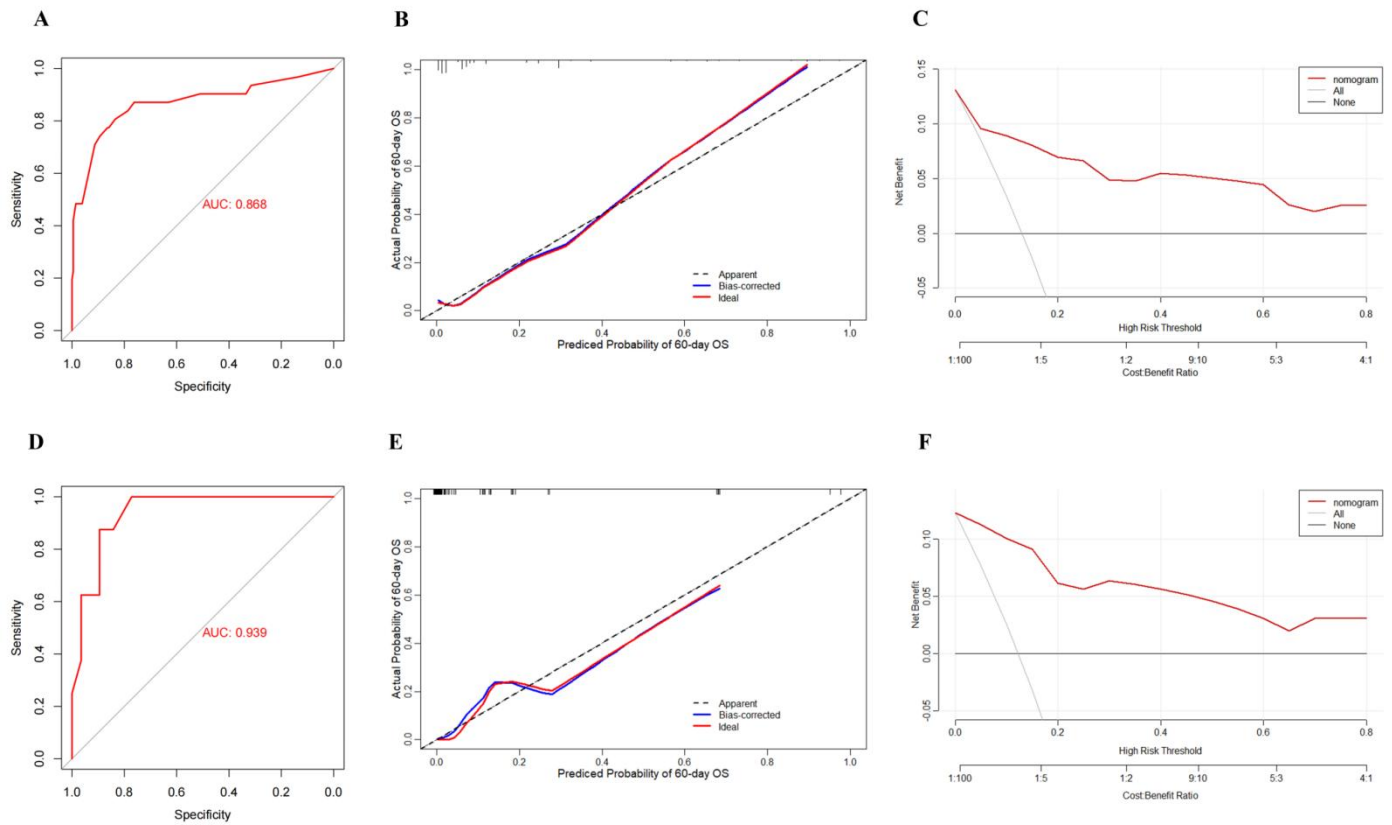 A
B
C
Sensitivity
0.0 0.2 0.4 0.6 0.8 1.0
AUC: 0.868
1.0 0.8 0.6 0.4 0.2 0.0
Specificity
Actual Probability of 60-day OS
0.0 0.2 0.4 0.6 0.8 1.0
Apparent
Bias-corrected
Ideal
0.0 0.2 0.4 0.6 0.8 1.0
Prediced Probability of 60-day OS
Net Benefit
-0.05 0.00 0.05 0.10 0.15
nomogram
All
None
0.0 0.2 0.4 0.6 0.8
High Risk Threshold
1:100 1:5 1:2 9:10 5:3 4:1
Cost:Benefit Ratio
D
E
F
Sensitivity
0.0 0.2 0.4 0.6 0.8 1.0
AUC: 0.939
1.0 0.8 0.6 0.4 0.2 0.0
Specificity
Actual Probability of 60-day OS
0.0 0.2 0.4 0.6 0.8 1.0
Apparent
Bias-corrected
Ideal
0.0 0.2 0.4 0.6 0.8 1.0
Prediced Probability of 60-day OS
Net Benefit
-0.05 0.00 0.05 0.10
nomogram
All
None
0.0 0.2 0.4 0.6 0.8
High Risk Threshold
1:100 1:5 1:2 9:10 5:3 4:1
Cost:Benefit Ratio